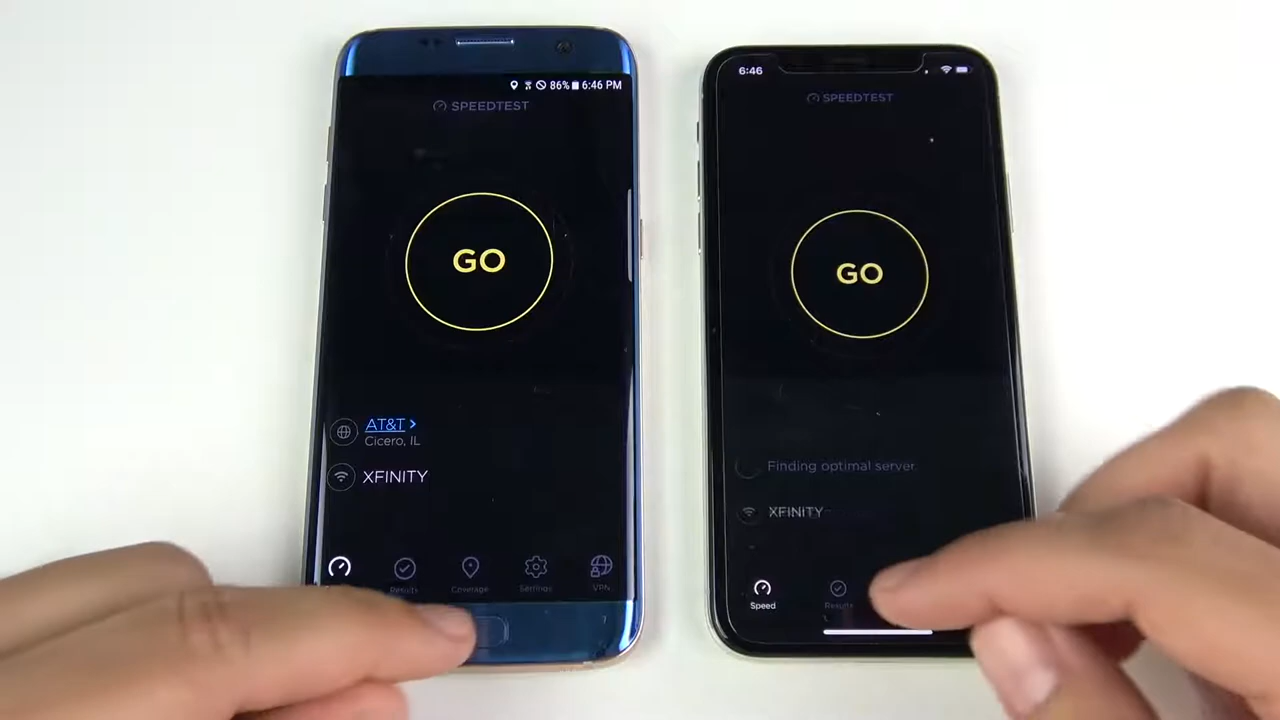 86% 6:46 PM
SPEEDTEST
GO
AT&T >
Cicero, IL
XFINITY
Results
Coverage
Settings
VPN
6:46
SPEEDTEST
GO
Finding optimal server
XFINITY
Speed
Results